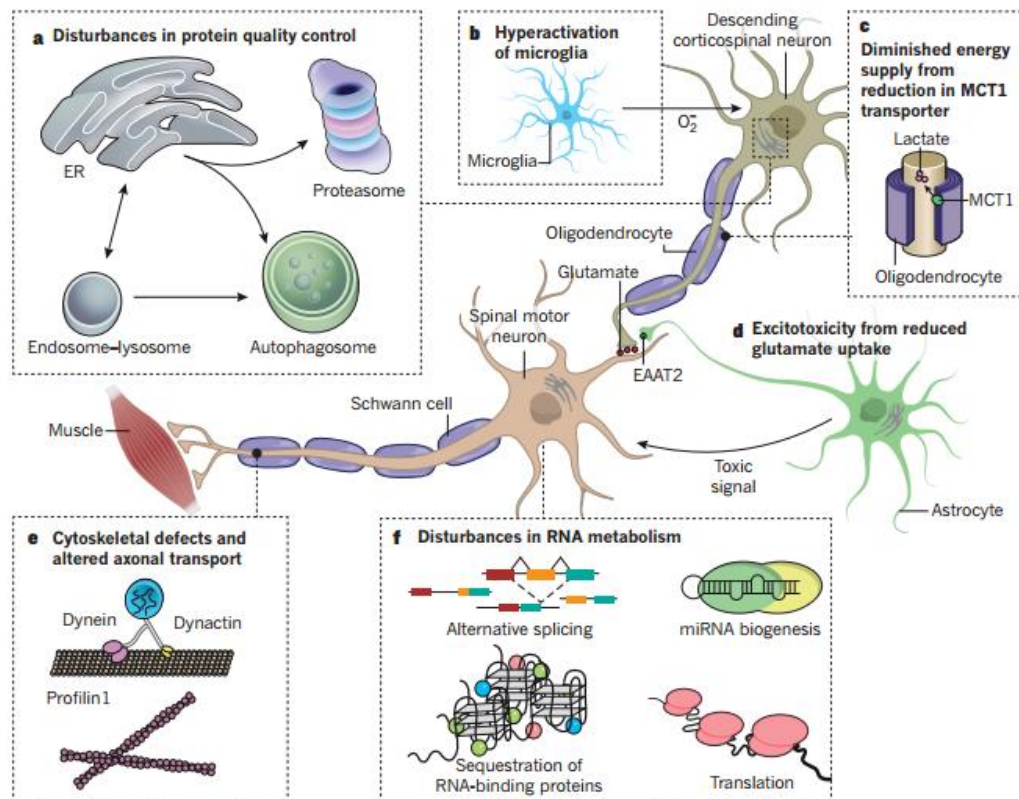 a Disturbances in protein quality control
ER
Proteasome
Endosome–lysosome
Autophagosome
b Hyperactivation
of microglia
Microglia
O2-
Descending
corticospinal neuron
c
Diminished energy
supply from
reduction in MCT1
transporter
Lactate
MCT1
Oligodendrocyte
Oligodendrocyte
Glutamate
Spinal motor
neuron
EAAT2
d Excitotoxicity from reduced
glutamate uptake
Schwann cell
Muscle
Toxic
signal
Astrocyte
e Cytoskeletal defects and
altered axonal transport
Dynein
Dynactin
Profilin1
f Disturbances in RNA metabolism
Alternative splicing
miRNA biogenesis
Sequestration of
RNA-binding proteins
Translation